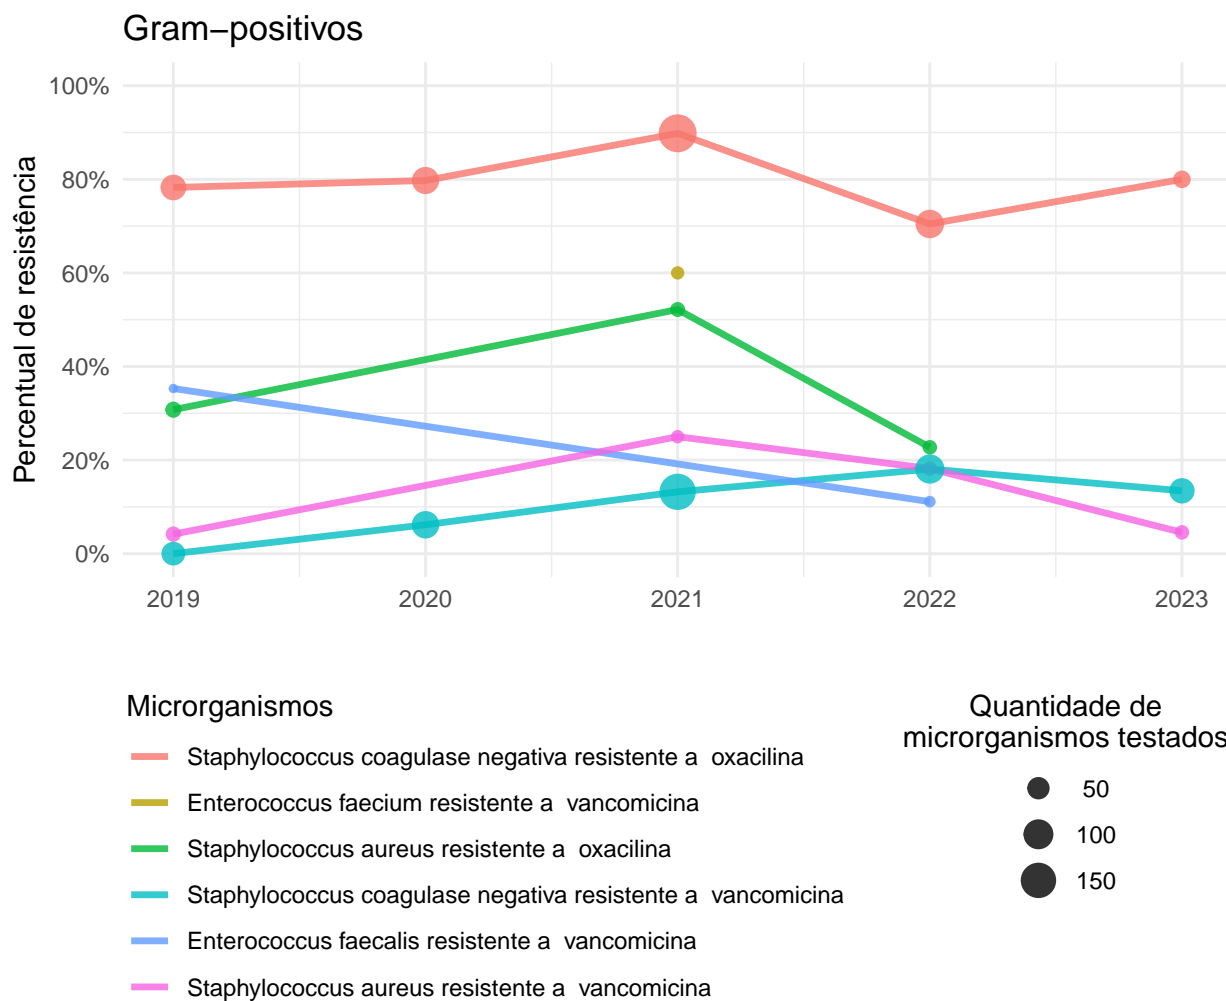 Gram−positivos
Percentual de resistência
100%
80%
60%
40%
20%
0%
2019 2020 2021 2022 2023
Microrganismos
Staphylococcus coagulase negativa resistente a  oxacilina
Enterococcus faecium resistente a  vancomicina
Staphylococcus aureus resistente a  oxacilina
Staphylococcus coagulase negativa resistente a  vancomicina
Enterococcus faecalis resistente a  vancomicina
Staphylococcus aureus resistente a  vancomicina
Quantidade de
microrganismos testados
50
100
150